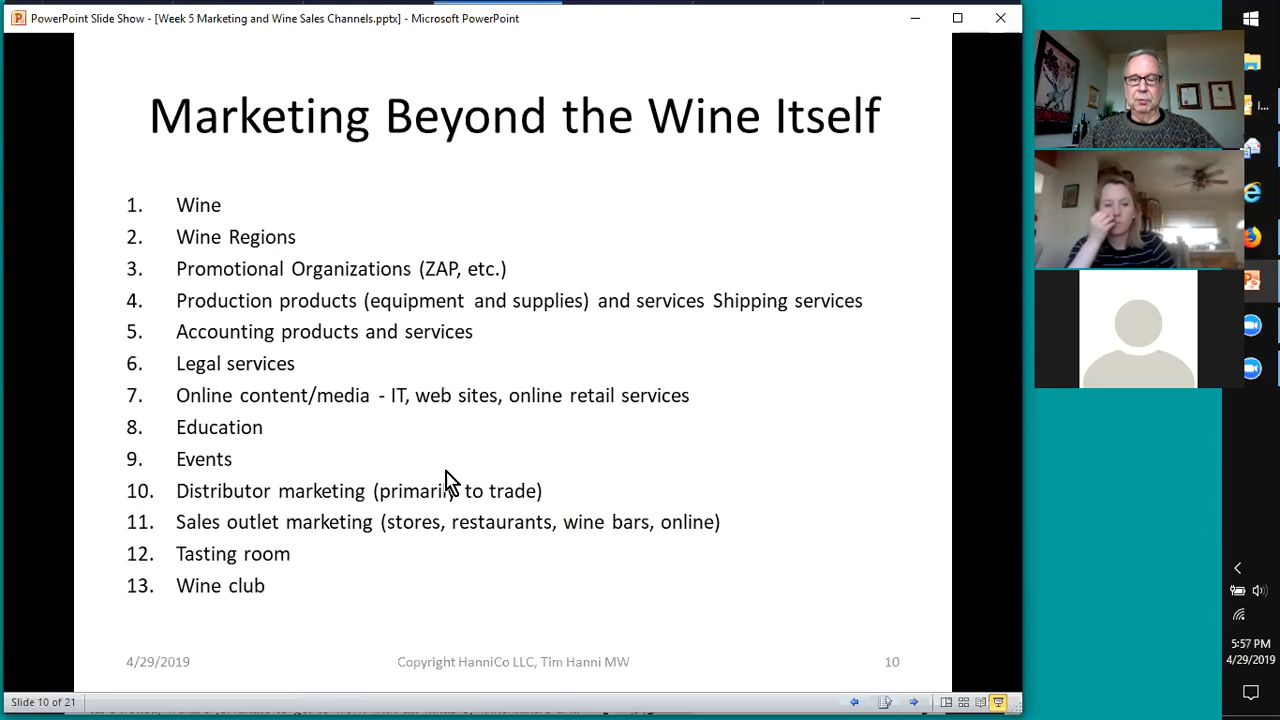 PowerPoint Slide Show - [Week 5 Marketing and Wine Sales Channels.pptx] - Microsoft PowerPoint
Marketing Beyond the Wine Itself
1. Wine
2. Wine Regions
3. Promotional Organizations (ZAP, etc.)
4. Production products (equipment and supplies) and services Shipping services
5. Accounting products and services
6. Legal services
7. Online content/media - IT, web sites, online retail services
8. Education
9. Events
10. Distributor marketing (primarily to trade)
11. Sales outlet marketing (stores, restaurants, wine bars, online)
12. Tasting room
13. Wine club
4/29/2019 Copyright HanniCo LLC, Tim Hanni MW 10
Slide 10 of 21
5:57 PM
4/29/2019